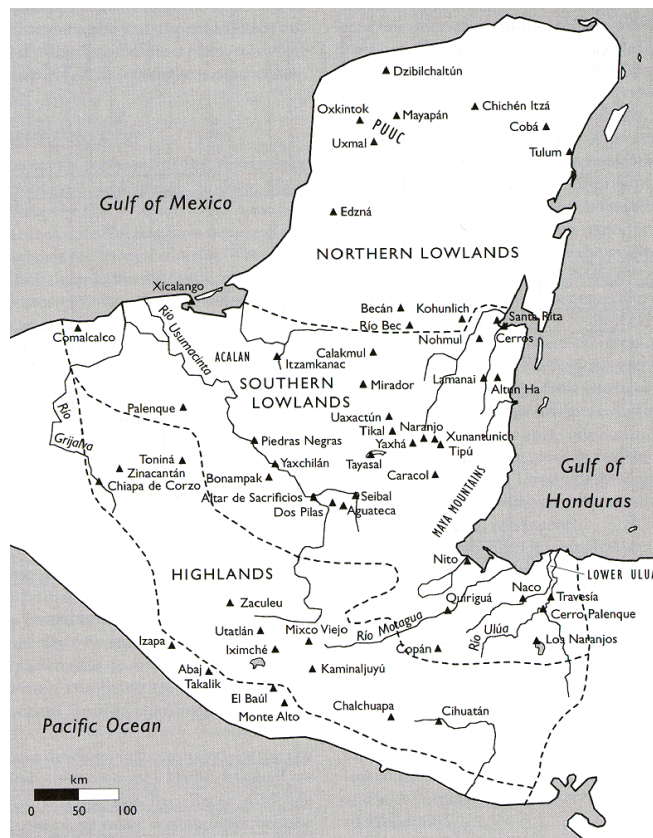 Dzibilchaltún
Oxkintok
Mayapán
Chichén Itzá
PUUC
Cobá
Uxmal
Tulum
Gulf of Mexico
Edzná
NORTHERN LOWLANDS
Xicalango
Becán
Kohunlich
Santa Rita
Comalcalco
Río Usumacinta
Río Bec
Nohmul
Cerros
ACALAN
Itzamkanac
Calakmul
SOUTHERN
LOWLANDS
Mirador
Lamanai
Altun Ha
Río
Grijalva
Palenque
Uaxactún
Tikal
Naranjo
Xunantunich
Piedras Negras
Yaxhá
Tipú
Toniná
Zinacantán
Yaxchilán
Tayasal
Gulf of
Honduras
Chiapa de Corzo
Bonampak
Caracol
MAYA MOUNTAINS
Altar de Sacrificios
Seibal
Dos Pilas
Aguateca
Nito
HIGHLANDS
LOWER ULUA
Naco
Travesía
Zaculeu
Quiriguá
Cerro Palenque
Río Motagua
Río Ulúa
Utatlán
Mixco Viejo
Los Naranjos
Izapa
Iximché
Copán
Abaj
Takalik
Kaminaljuyú
El Baúl
Monte Alto
Chalchuapa
Cihuatán
Pacific Ocean
km
0 50 100